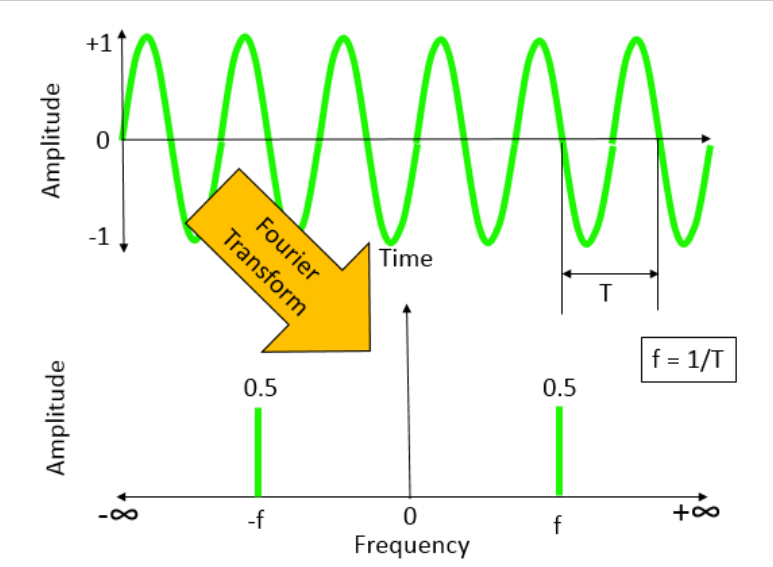 +1
Amplitude
0
-1
Time
Fourier
Transform
T
f = 1/T
0.5
0.5
Amplitude
-∞
-f
0
f
+∞
Frequency